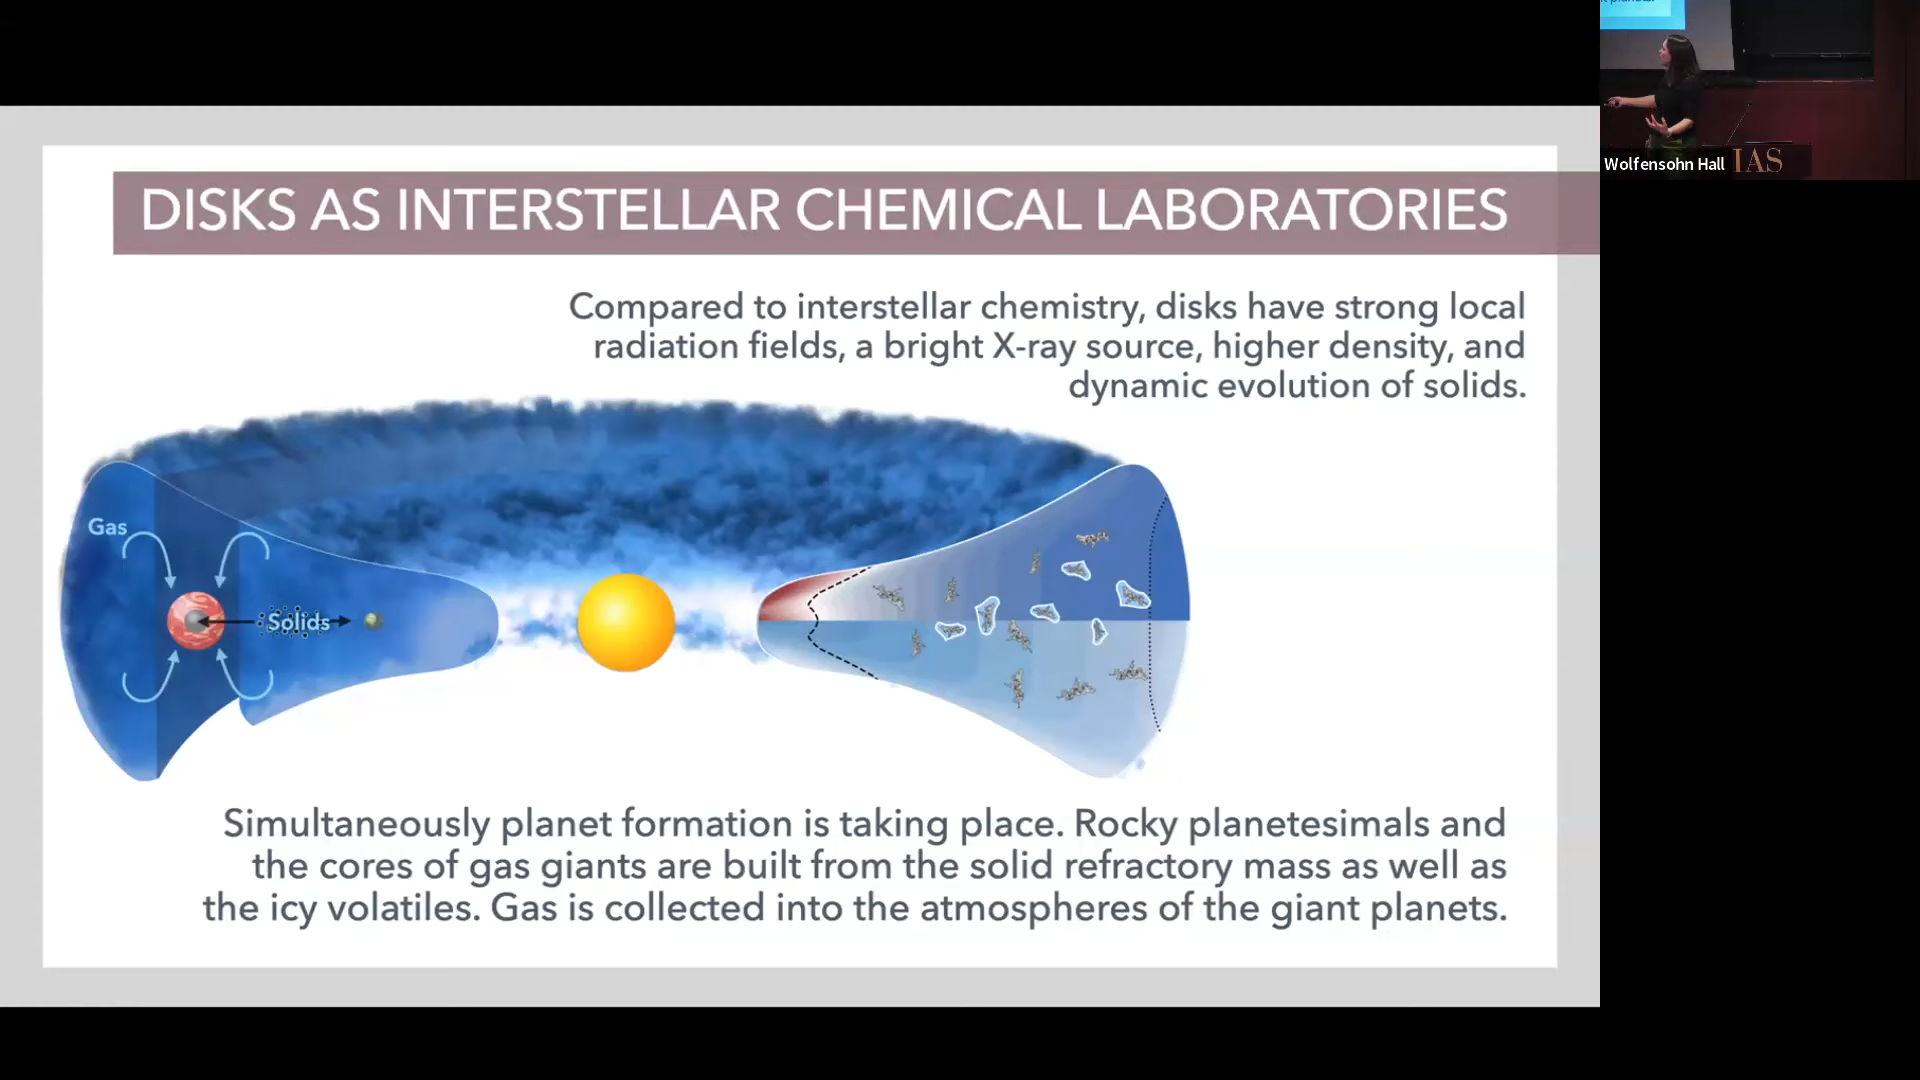 DISKS AS INTERSTELLAR CHEMICAL LABORATORIES
Compared to interstellar chemistry, disks have strong local
radiation fields, a bright X-ray source, higher density, and
dynamic evolution of solids.
Gas
Solids
Simultaneously planet formation is taking place. Rocky planetesimals and
the cores of gas giants are built from the solid refractory mass as well as
the icy volatiles. Gas is collected into the atmospheres of the giant planets.
Wolfensohn Hall
IAS